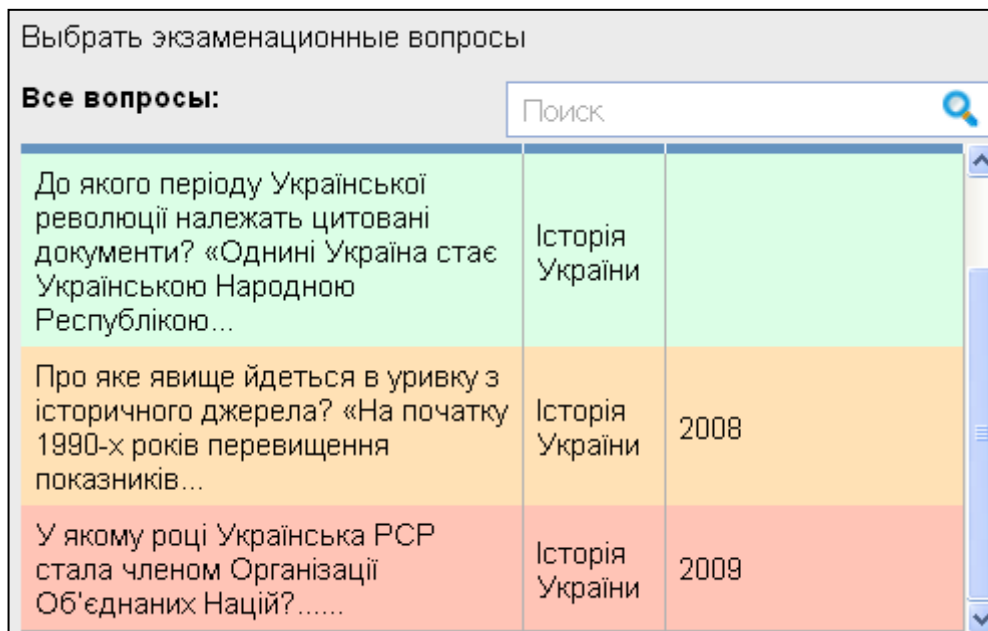 Выбрать экзаменационные вопросы
Все вопросы:
Поиск
До якого періоду Української
революції належать цитовані
документи? «Однині Україна стає
Українською Народною
Республікою...
Історія
України
Про яке явище йдеться в уривку з
історичного джерела? «На початку
1990-х років перевищення
показників...
Історія
України
2008
У якому році Українська РСР
стала членом Організації
Об'єднаних Націй?......
Історія
України
2009